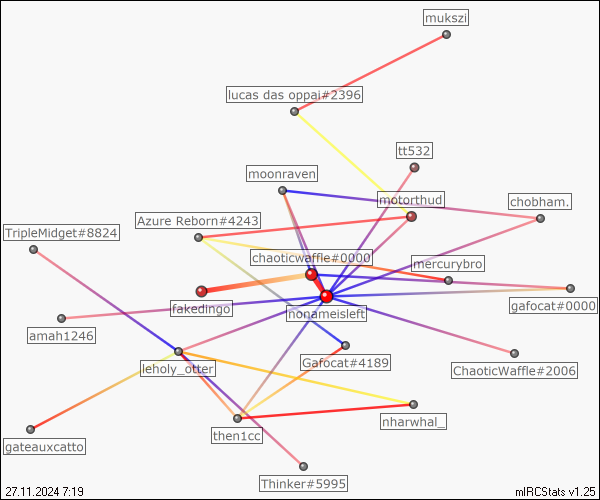 mukszi
lucas das oppai#2396
tt532
moonraven
motorthud
chobham.
Azure Reborn#4243
TripleMidget#8824
chaoticwaffle#0000
mercurybro
fakedingo
nonameisleft
gafocat#0000
amah1246
leholy_otter
Gafocat#4189
ChaoticWaffle#2006
nharwhal_
then1cc
gateauxcatto
Thinker#5995
27.11.2024 7:19
mIRCStats v1.25